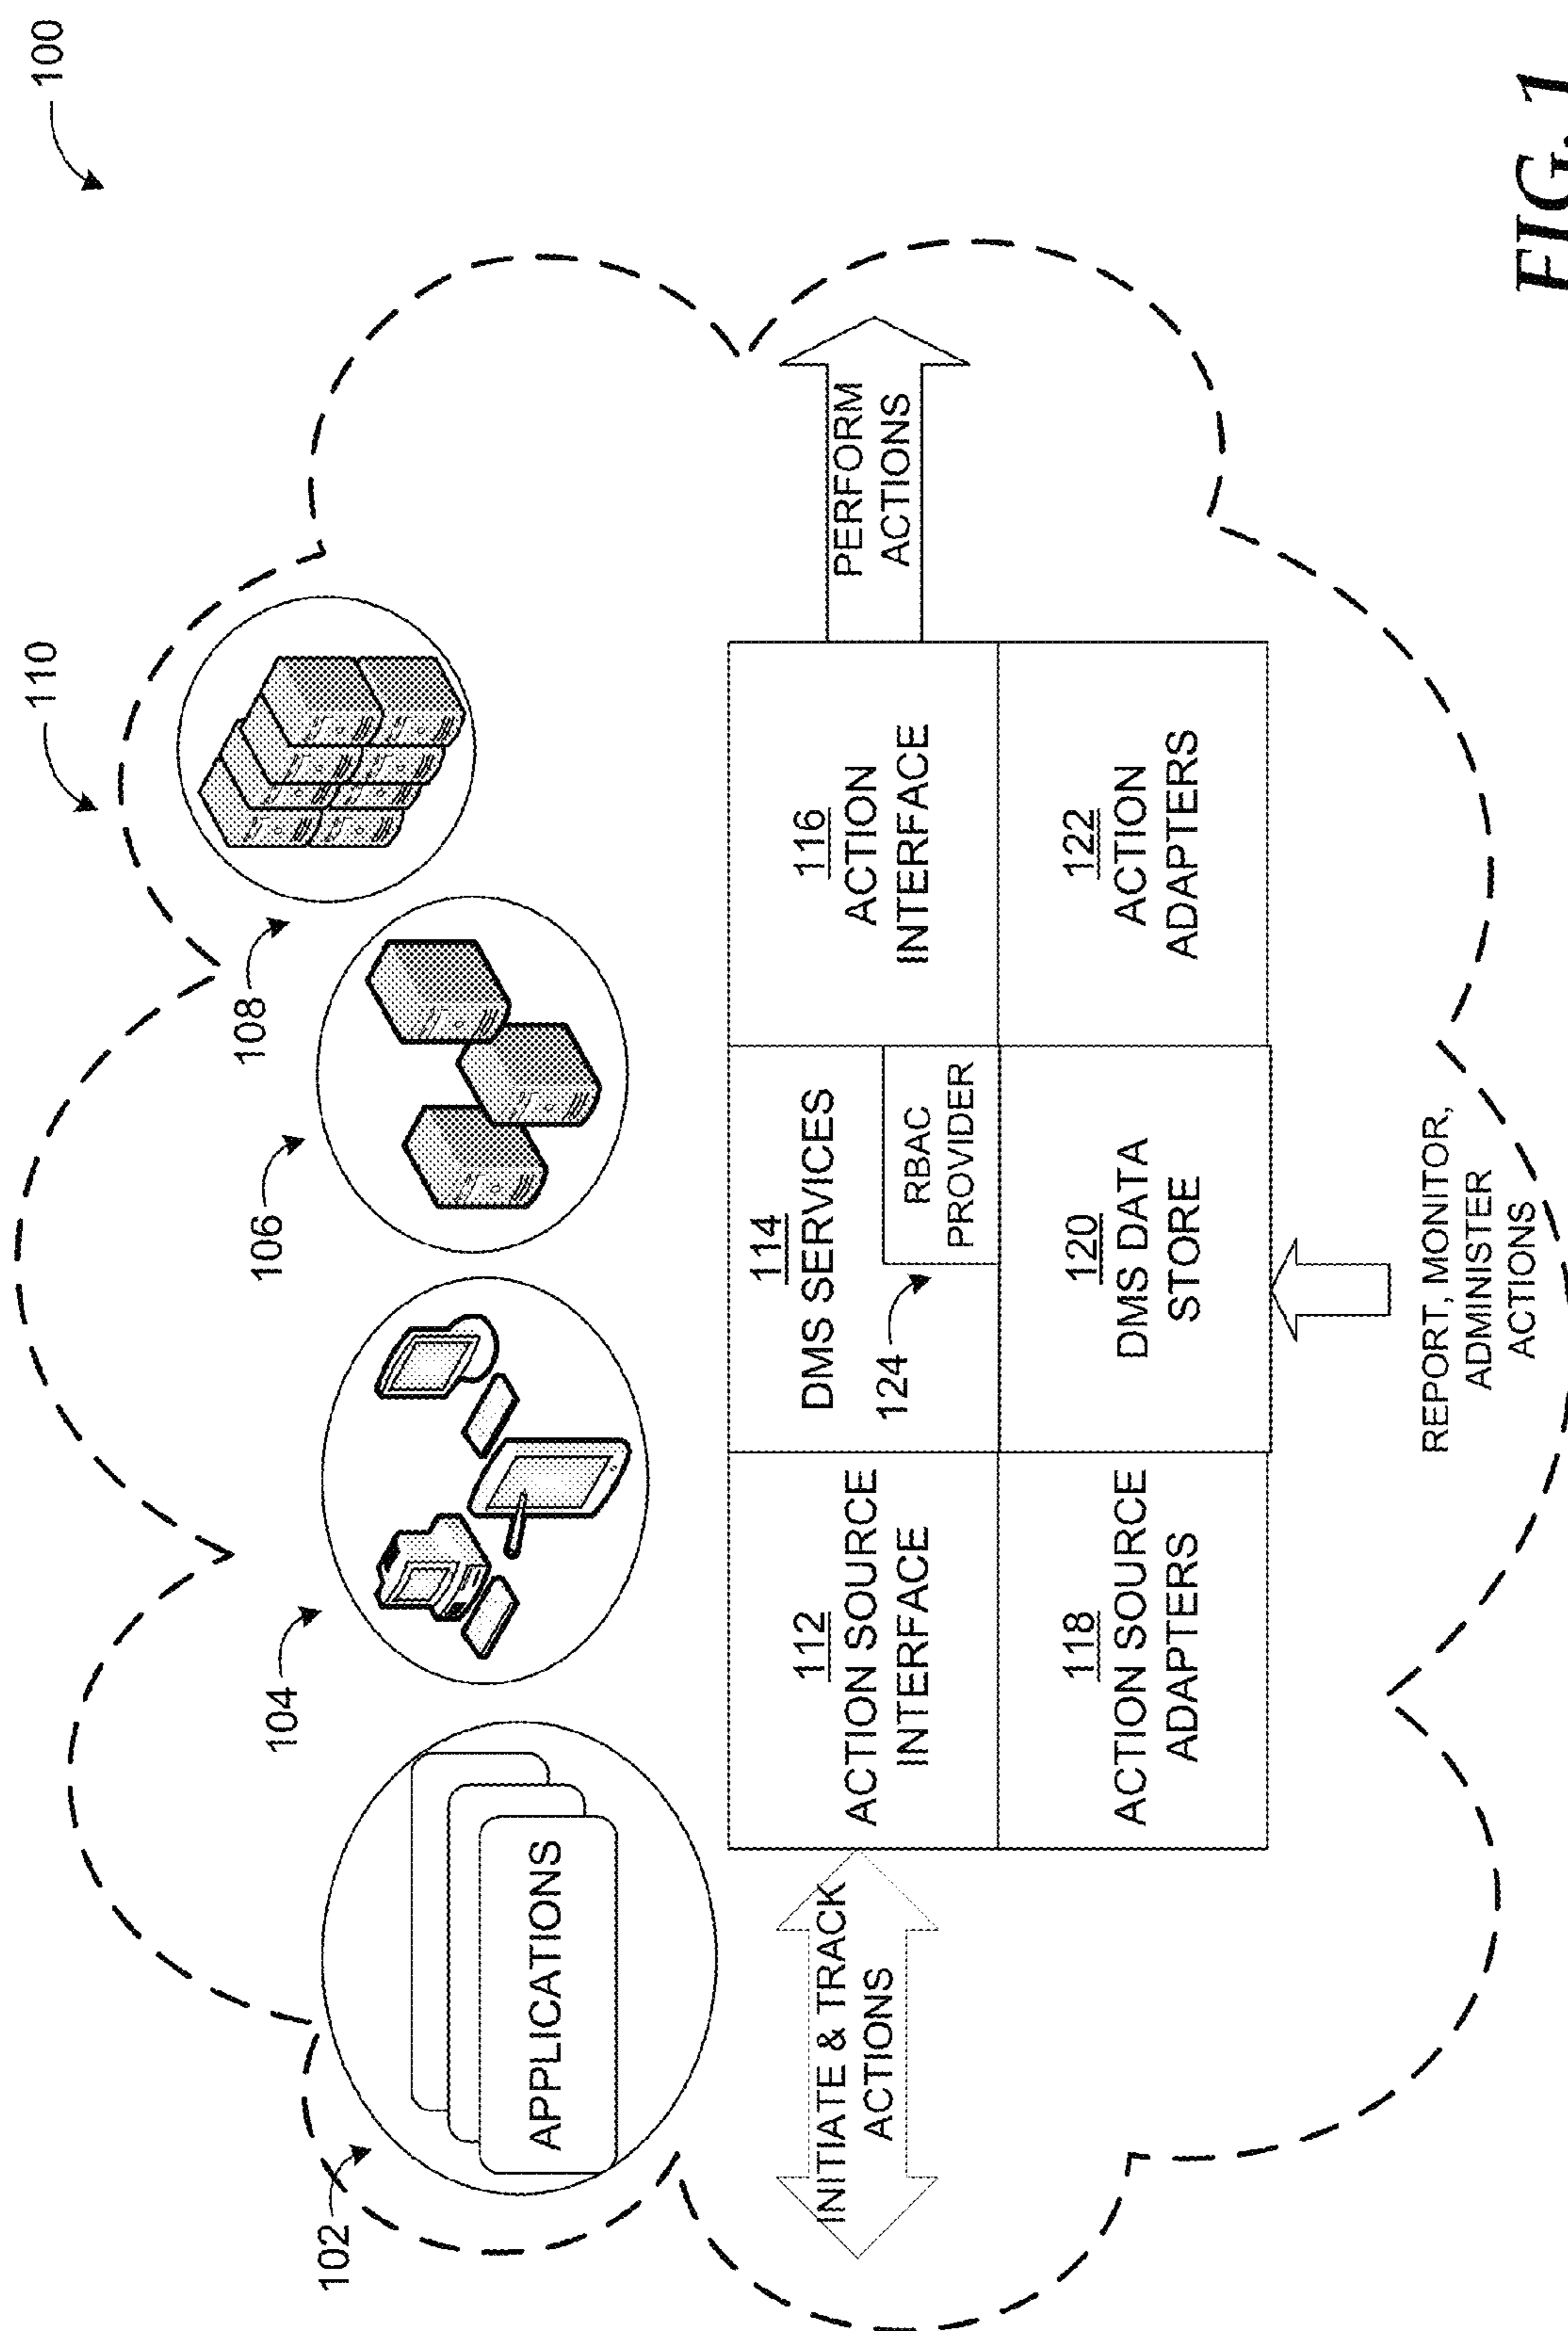 100
110
108
106
104
102
APPLICATIONS
112
ACTION SOURCE
INTERFACE
114
DMS SERVICES
124
RBAC
PROVIDER
116
ACTION
INTERFACE
118
ACTION SOURCE
ADAPTERS
120
DMS DATA
STORE
122
ACTION
ADAPTERS
INITIATE & TRACK
ACTIONS
PERFORM
ACTIONS
REPORT, MONITOR,
ADMINISTER
ACTIONS
FIG. 1